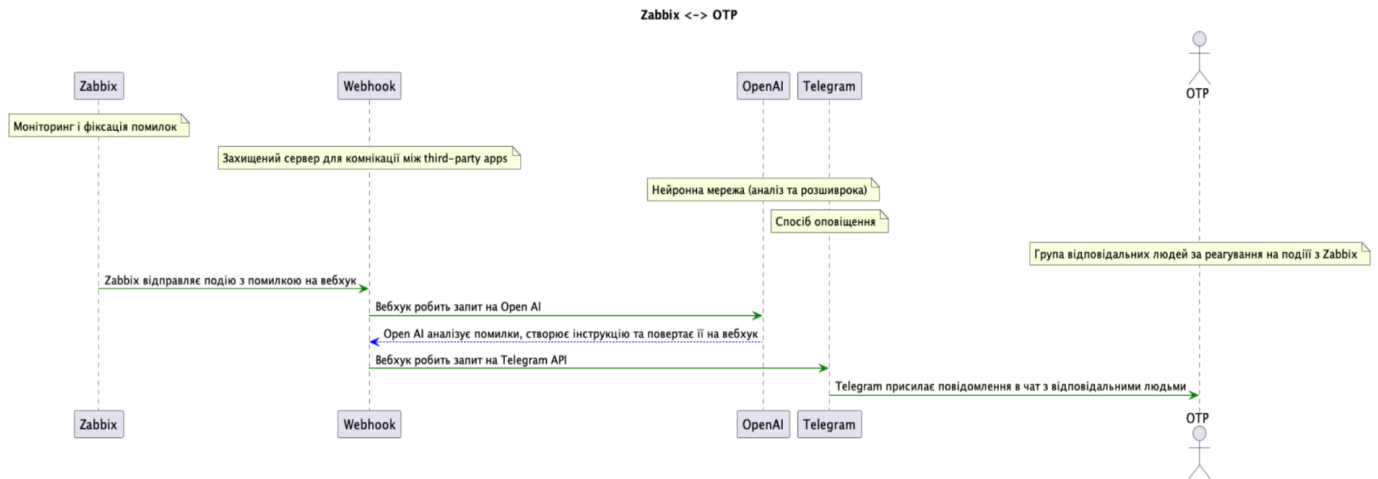 Zabbix <-> OTP
Zabbix
Webhook
OpenAI
Telegram
OTP
Моніторинг і фіксація помилок
Захищений сервер для комнікації між third-party apps
Нейронна мережа (аналіз та розшиврока)
Спосіб оповіщення
Група відповідальних людей за реагування на події́ї з Zabbix
Zabbix відправляє подію з помилкою на вебхук
Вебхук робить запит на Open AI
Open AI аналізує помилки, створює інструкцію та повертає її на вебхук
Вебхук робить запит на Telegram API
Telegram присилає повідомлення в чат з відповідальними людьми
Zabbix
Webhook
OpenAI
Telegram
OTP